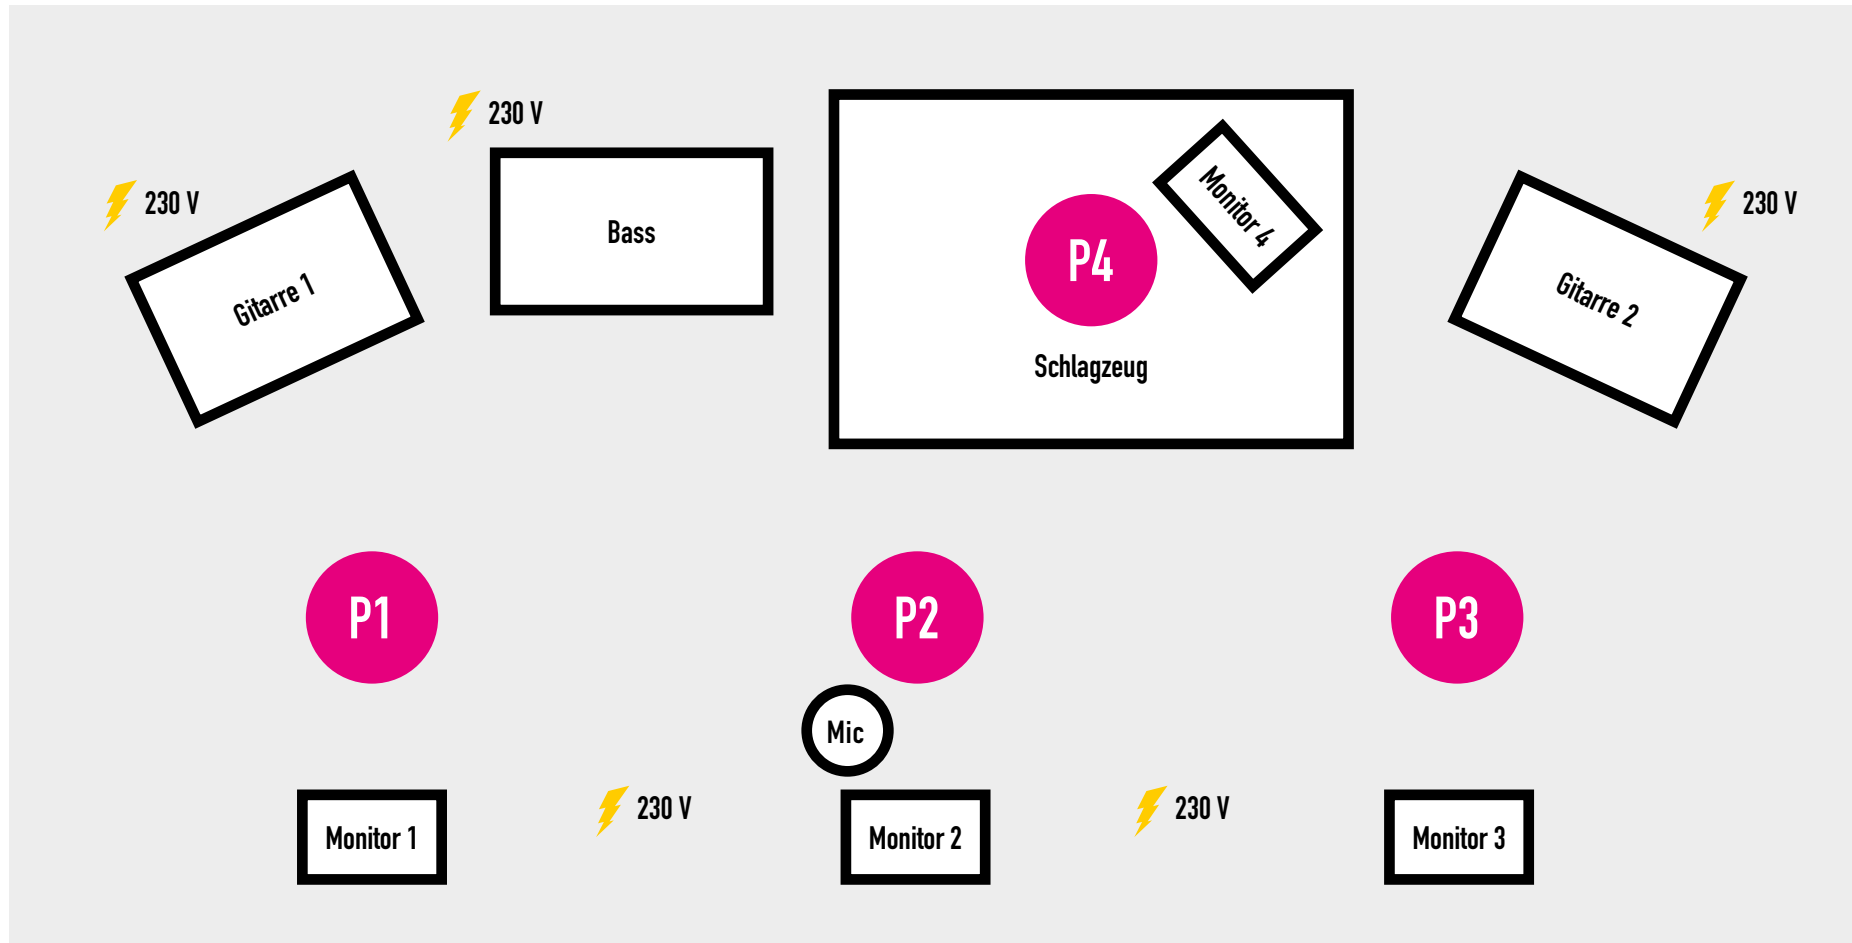 230 V
230 V
230 V
Gitarre 1
Bass
P4
Monitor 4
Schlagzeug
Gitarre 2
P1
P2
P3
Mic
230 V
230 V
Monitor 1
Monitor 2
Monitor 3